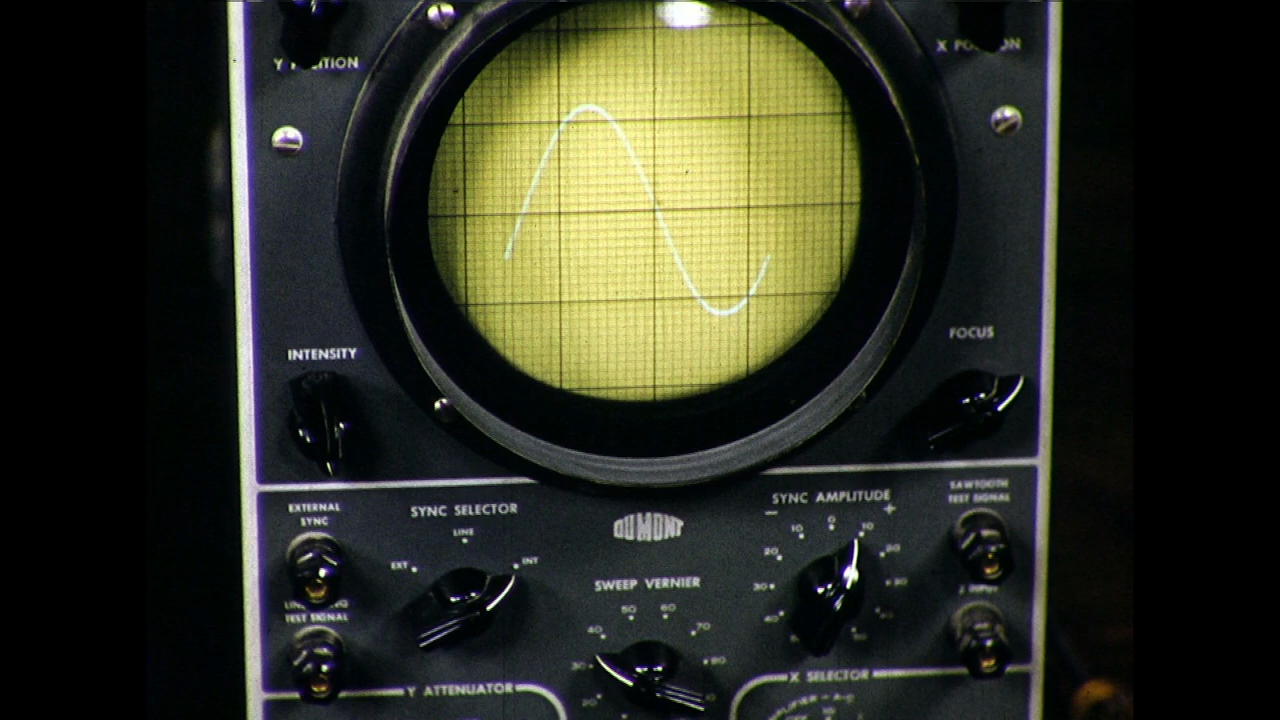 Y POSITION
X POSITION
INTENSITY
FOCUS
EXTERNAL
SYNC
SYNC SELECTOR
LINE
EXT
INT
DUMONT
SYNC AMPLITUDE
- +
10 0 10
20 20
30 30
40
SAWTOOTH
TEST SIGNAL
SWEEP VERNIER
50 60
40 70
30 80
20
TEST SIGNAL
Z INPUT
Y ATTENUATOR
X SELECTOR